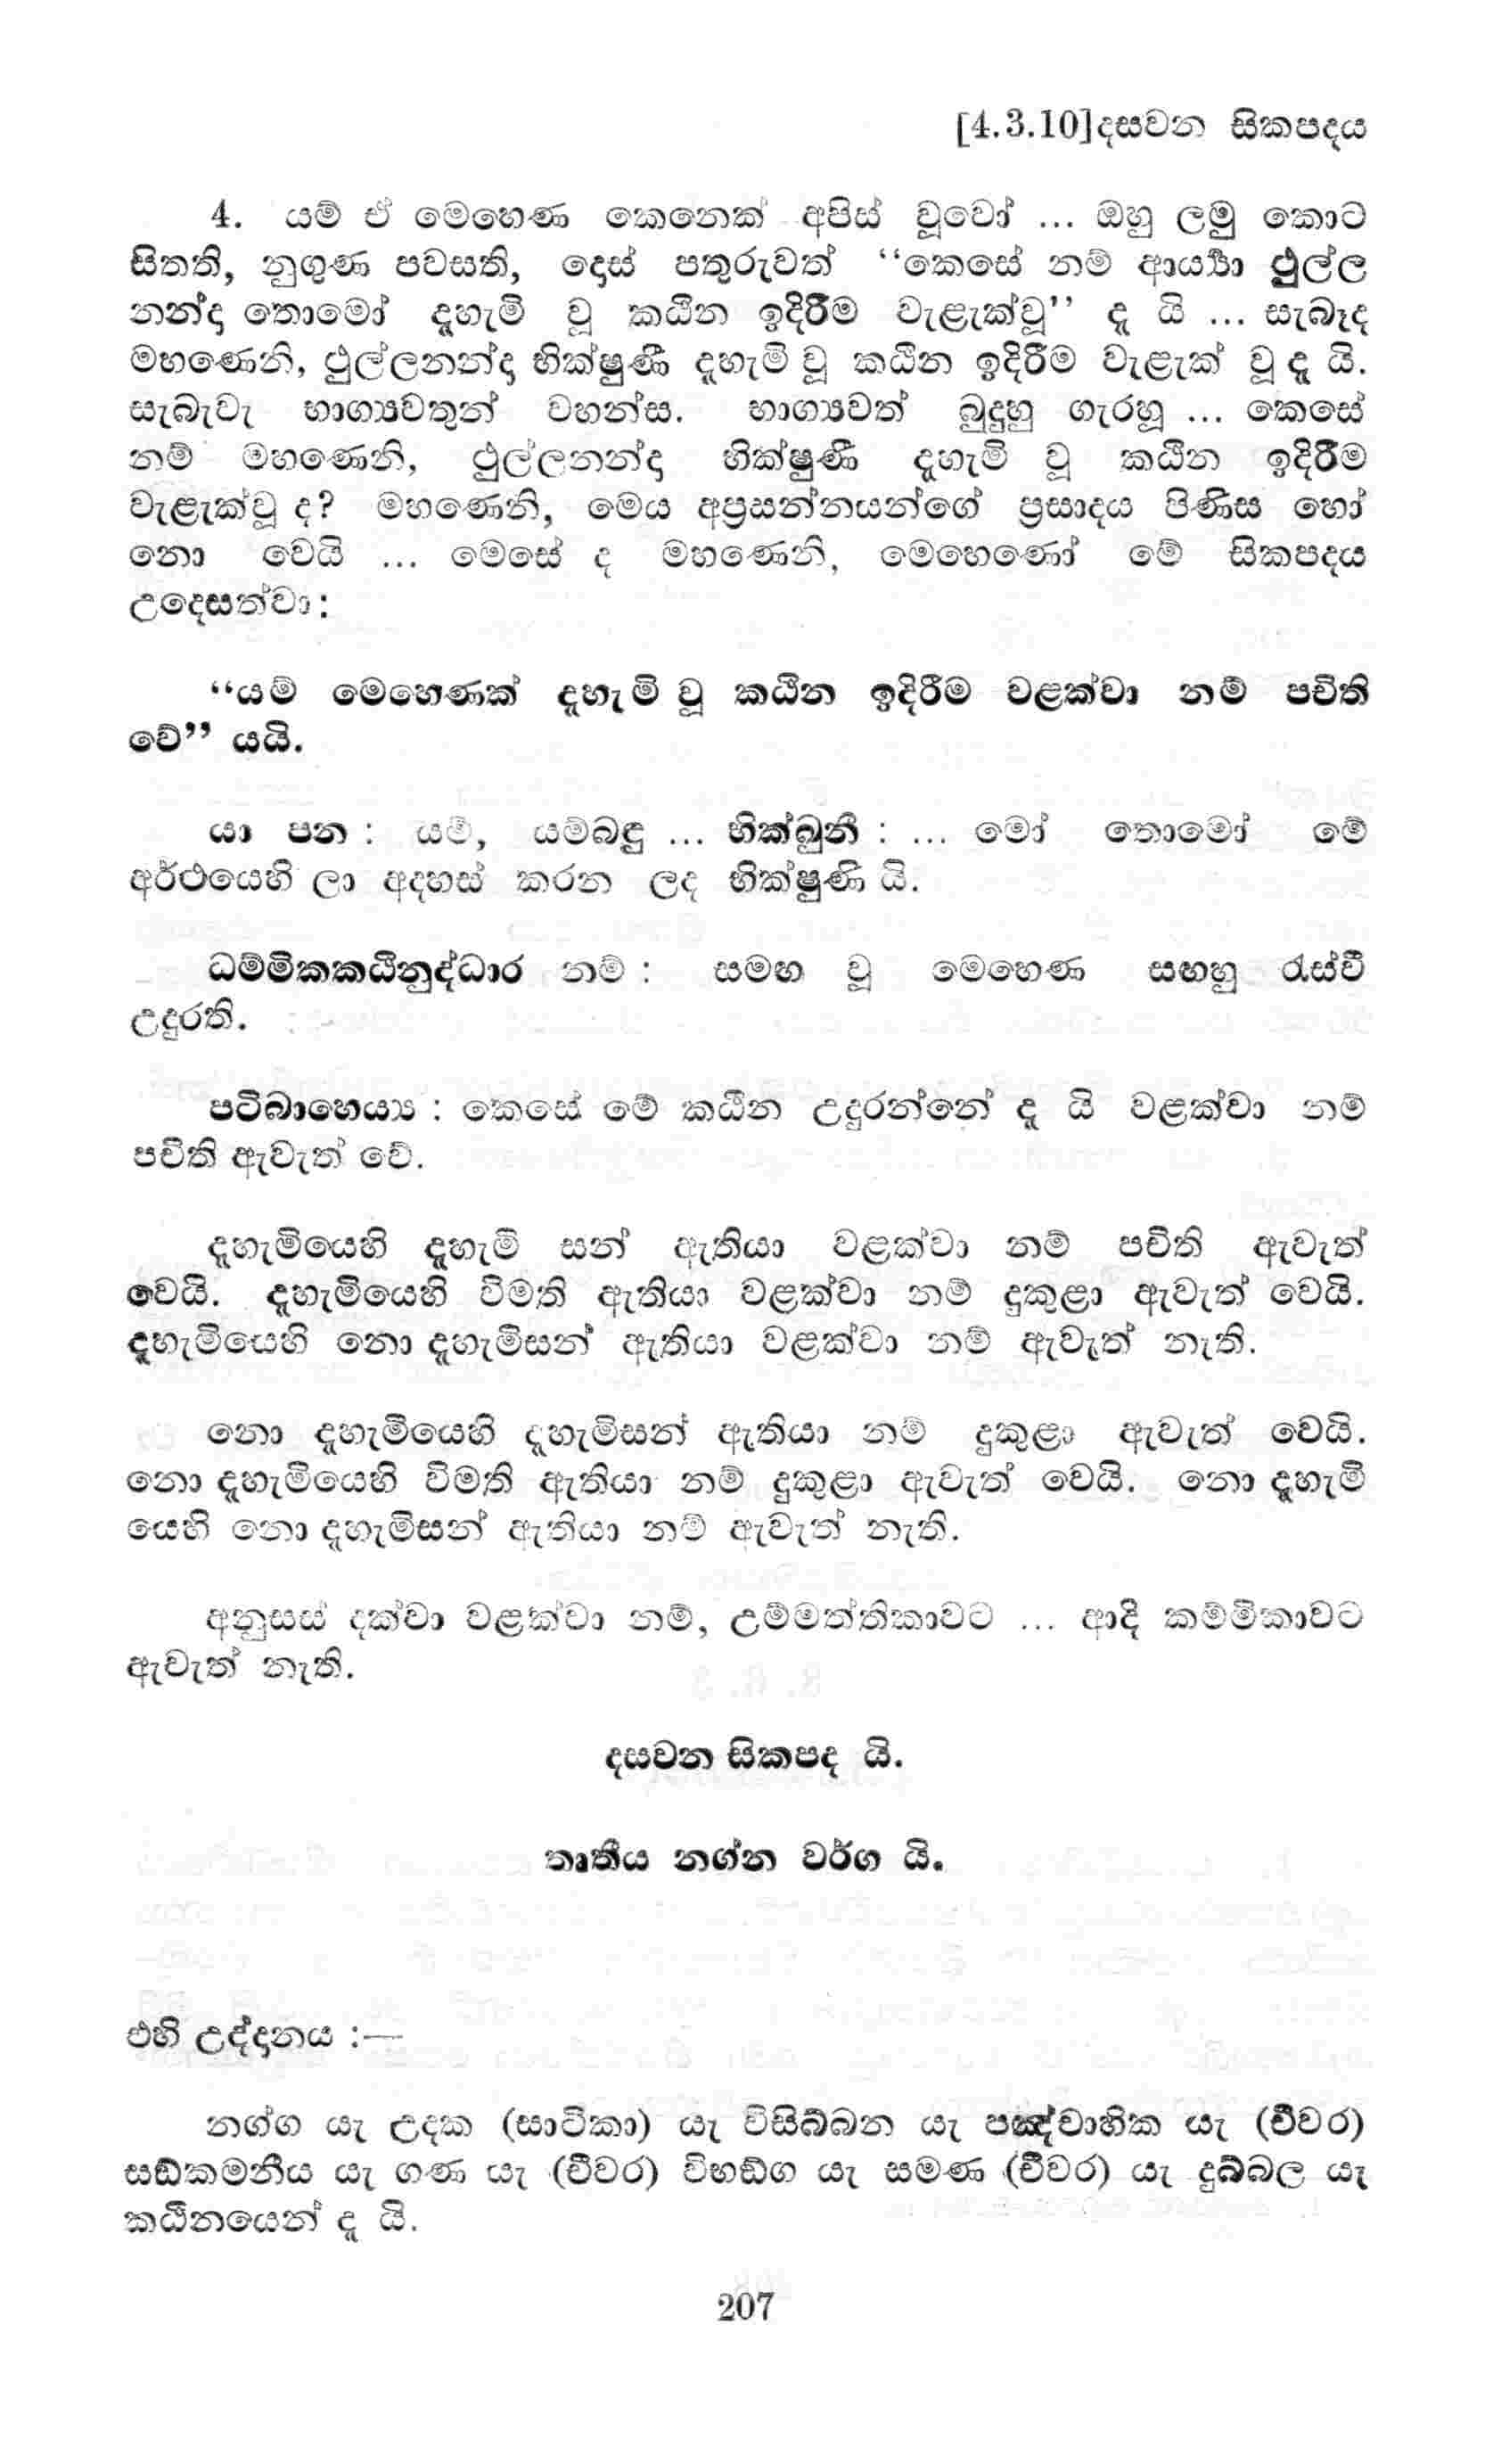 [4.3.10]දසවන සිකපදය
4. යම් ඒ මෙහෙණ කෙනෙක් අපිස් වූවෝ ... ඔහු ලමු කොට
සිතති, නුගුණ පවසති, දොස් පතුරුවත් “කෙසේ නම් ආර්‍ය්‍යා ථුල්ල
නන්දා තොමෝ දැහැමි වූ කඨින ඉදිරීම වැළැක්වූ” දැ යි ... සැබෑද
මහණෙනි, ථුල්ලනන්දා භික්ෂුණී දැහැමි වූ කඨින ඉදිරීම වැළැක් වූ දැ යි.
සැබැවැ භාග්‍යවතුන් වහන්ස. භාග්‍යවත් බුදුහු ගැරහූ ... කෙසේ
නම් මහණෙනි, ථුල්ලනන්දා භික්ෂුණී දැහැමි වූ කඨින ඉදිරීම
වැළැක්වූ ද? මහණෙනි, මෙය අප්‍රසන්නයන්ගේ ප්‍රසාදය පිණිස හෝ
නො වෙයි ... මෙසේ ද මහණෙනි, මෙහෙණෝ මේ සිකපදය
උදෙසත්වා:
“යම් මෙහෙණක් දැහැමි වූ කඨින ඉදිරීම වළක්වා නම් පචිති
වේ” යයි.
යා පන : යම්, යම්බඳු ... භික්ඛුනී : ... මෝ තොමෝ මේ
අර්ථයෙහි ලා අදහස් කරන ලද භික්ෂුණි යි.
ධම්මිකකඨිනුද්ධාර නම් : සමඟ වූ මෙහෙණ සඟහු රැස්වී
උදුරති.
පටිබාහෙය්‍ය : කෙසේ මේ කඨින උදුරන්නේ දැ යි වළක්වා නම්
පචිති ඇවැත් වේ.
දැහැමියෙහි දැහැමි සන් ඇතියා වළක්වා නම් පචිති ඇවැත්
වෙයි. දැහැමියෙහි විමති ඇතියා වළක්වා නම් දුකුළා ඇවැත් වෙයි.
දැහැමියෙහි නො දැහැමිසන් ඇතියා වළක්වා නම් ඇවැත් නැති.
නො දැහැමියෙහි දැහැමිසන් ඇතියා නම් දුකුළා ඇවැත් වෙයි.
නො දැහැමියෙහි විමති ඇතියා නම් දුකුළා ඇවැත් වෙයි. නො දැහැමි
යෙහි නො දැහැමිසන් ඇතියා නම් ඇවැත් නැති.
අනුසස් දක්වා වළක්වා නම්, උම්මත්තිකාවට ... ආදි කම්මිකාවට
ඇවැත් නැති.
දසවන සිකපද යි.
තෘතීය නග්න වර්ග යි.
එහි උද්දානය :—
නග්ග යැ උදක (සාටිකා) යැ විසිබ්බන යැ පඤ්චාහික යැ (චීවර)
සඞ්කමනීය යැ ගණ යැ (චීවර) විභඞ්ග යැ සමණ (චීවර) යැ දුබ්බල යැ
කඨිනයෙන් දැ යි.
207